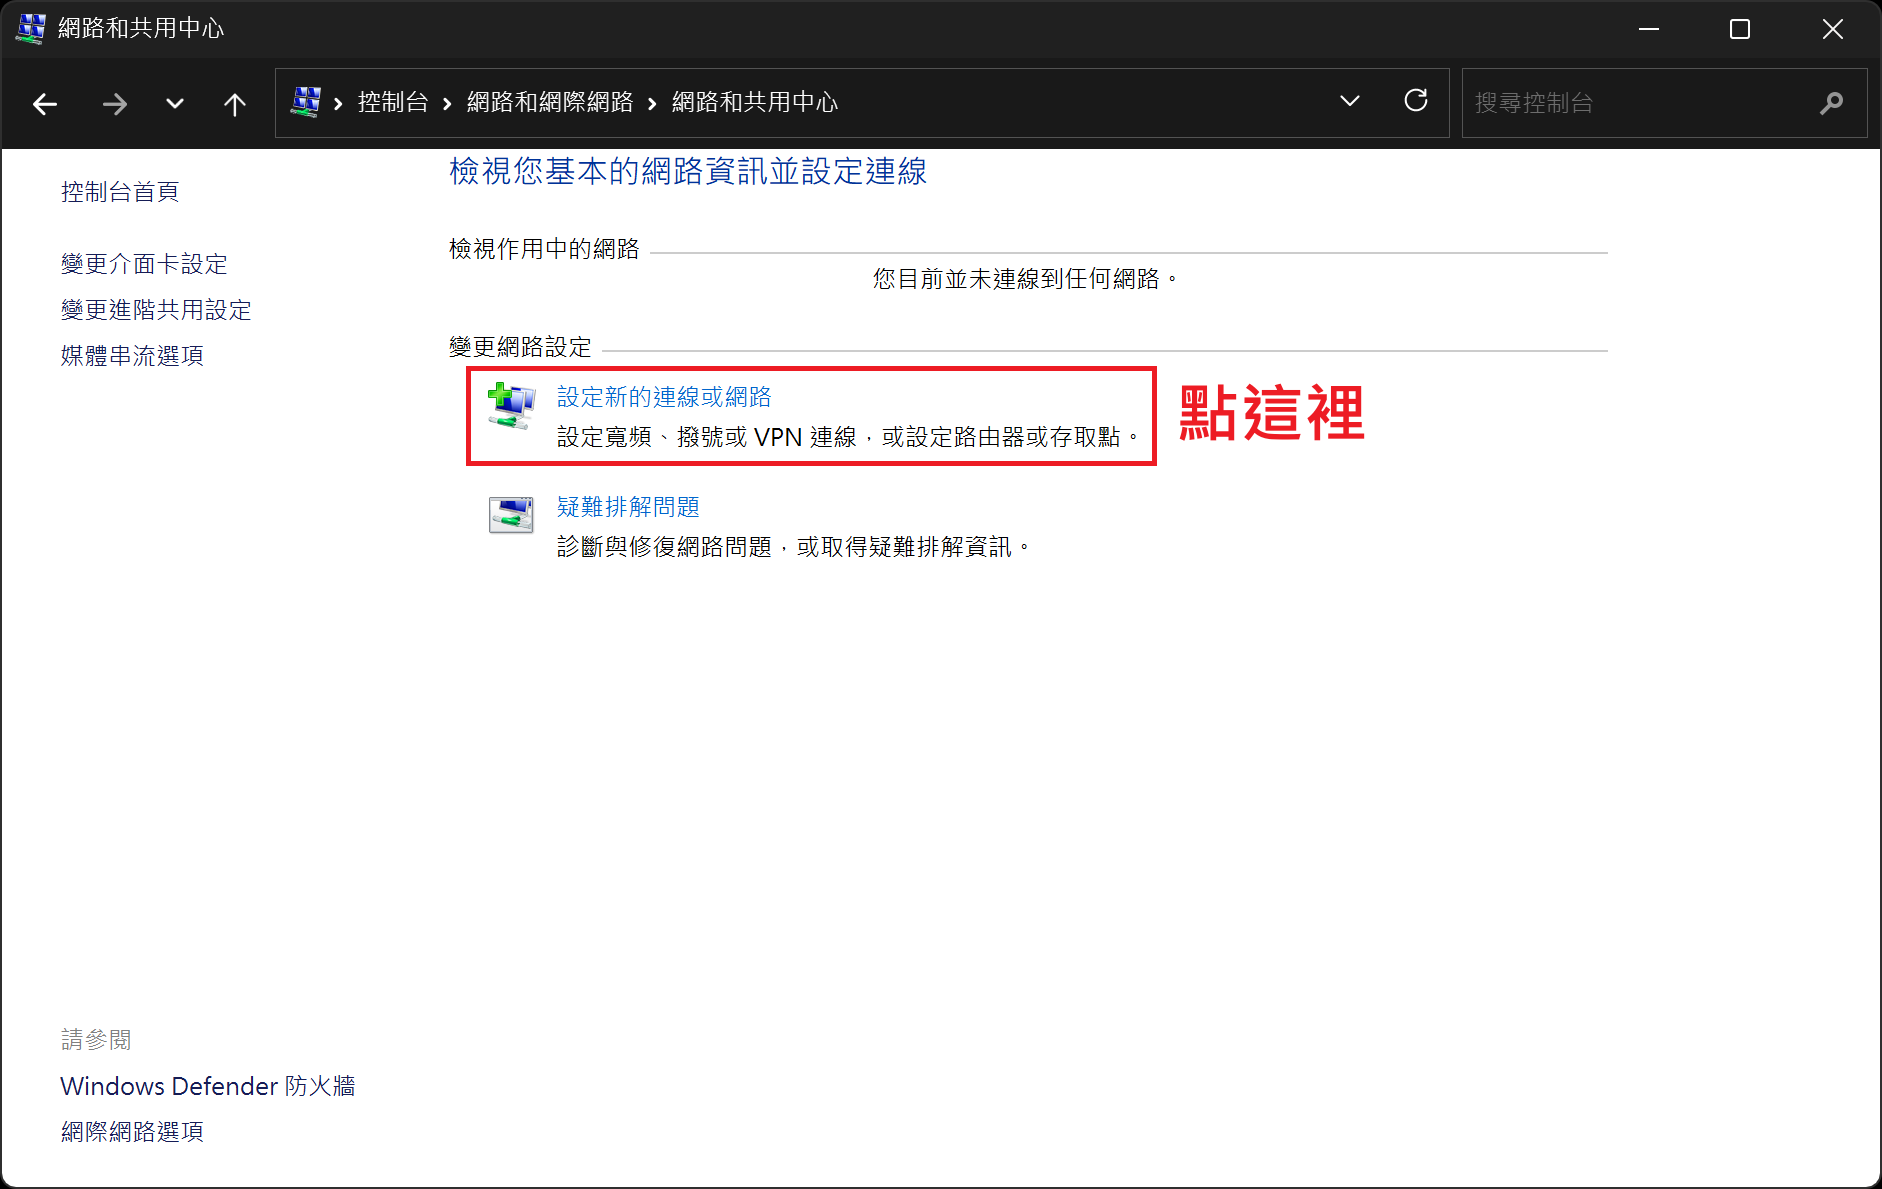 網路和共用中心
控制台 網路和網際網路 網路和共用中心
搜尋控制台
控制台首頁
變更介面卡設定
變更進階共用設定
媒體串流選項
檢視您基本的網路資訊並設定連線
檢視作用中的網路
您目前並未連線到任何網路。
變更網路設定
設定新的連線或網路
設定寬頻、撥號或 VPN 連線，或設定路由器或存取點。
點這裡
疑難排解問題
診斷與修復網路問題，或取得疑難排解資訊。
請參閱
Windows Defender 防火牆
網際網路選項